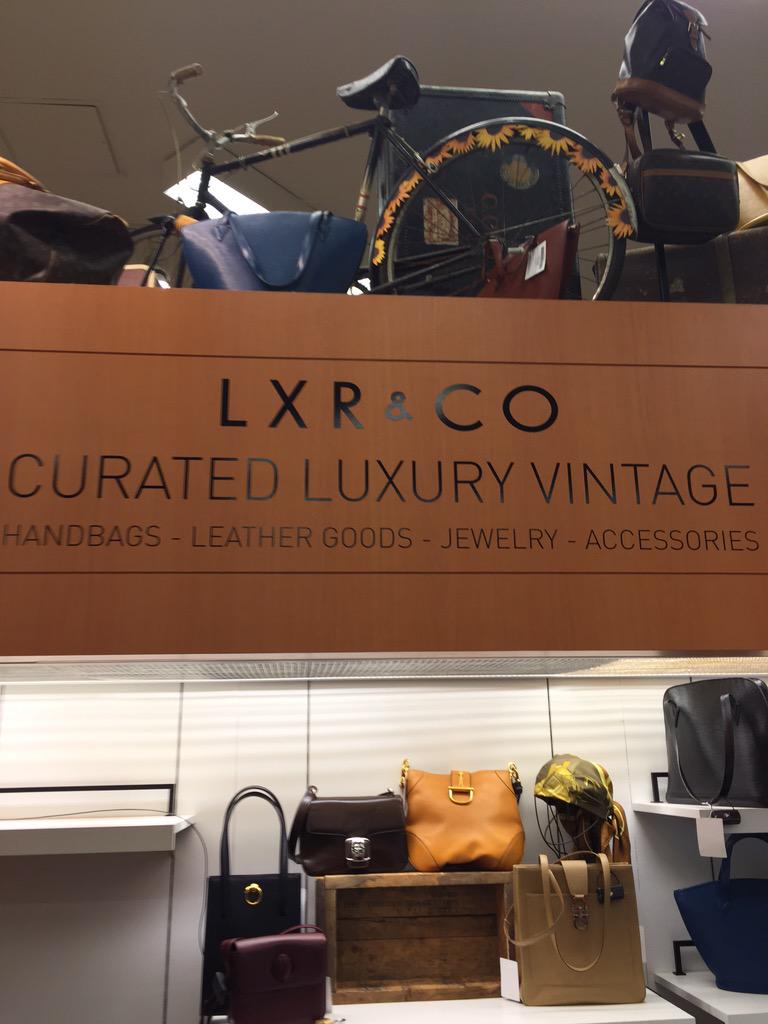 LXR&CO
CURATED LUXURY VINTAGE
HANDBAGS - LEATHER GOODS - JEWELRY - ACCESSORIES